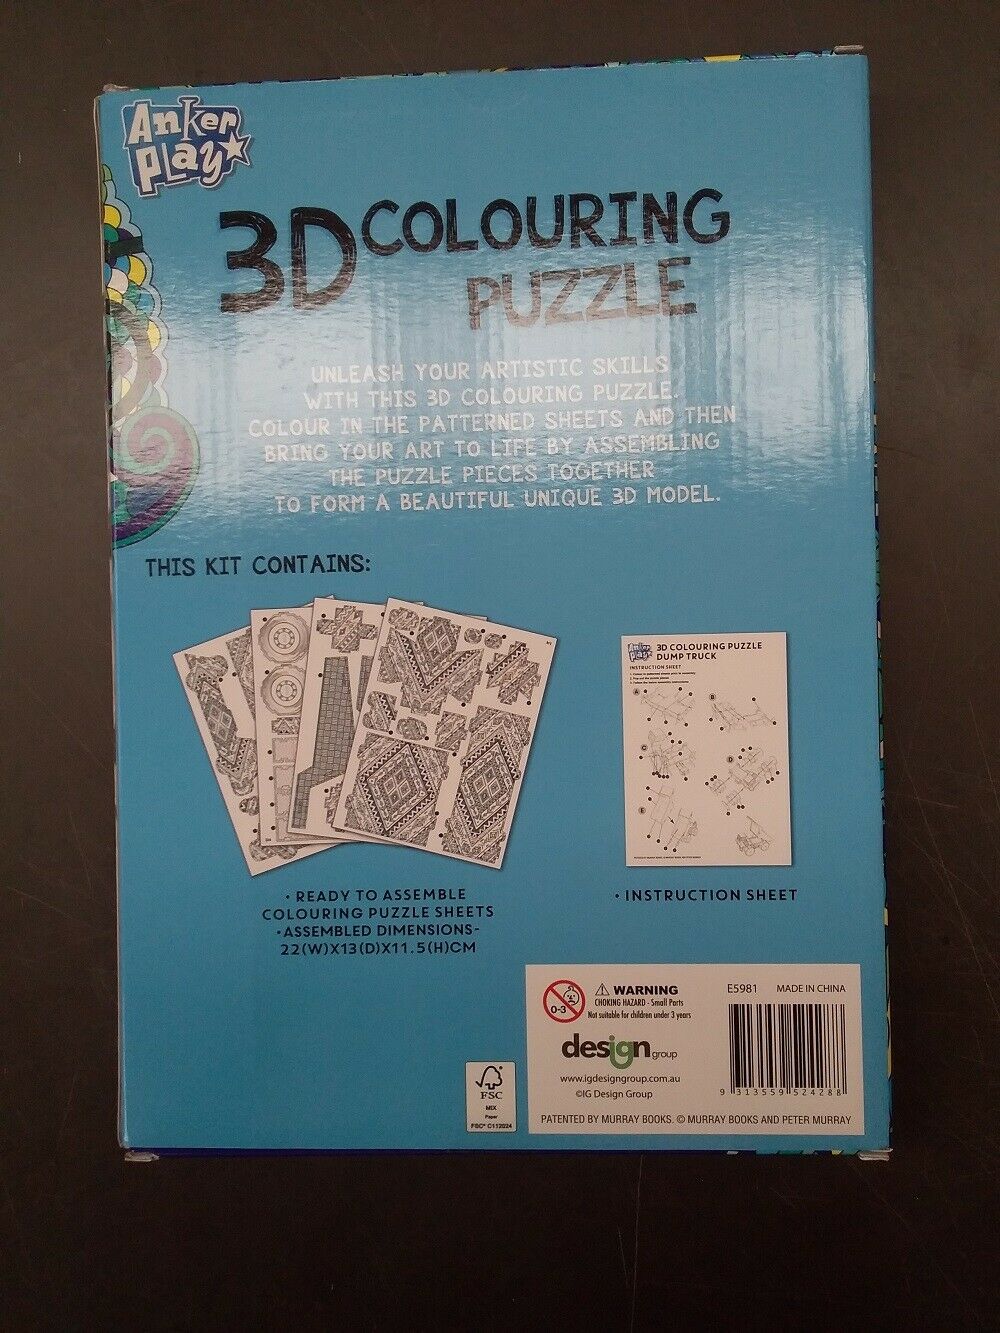 Anker
Play
3D COLOURING
PUZZLE
UNLEASH YOUR ARTISTIC SKILLS
WITH THIS 3D COLOURING PUZZLE.
COLOUR IN THE PATTERNED SHEETS AND THEN
BRING YOUR ART TO LIFE BY ASSEMBLING
THE PUZZLE PIECES TOGETHER
TO FORM A BEAUTIFUL UNIQUE 3D MODEL.
THIS KIT CONTAINS:
Anker
Play
3D COLOURING PUZZLE
DUMP TRUCK
INSTRUCTION SHEET
A
B
C
D
E
• READY TO ASSEMBLE
COLOURING PUZZLE SHEETS
• ASSEMBLED DIMENSIONS-
22(W)X13(D)X11.5(H)CM
• INSTRUCTION SHEET
0-3
WARNING
CHOKING HAZARD - Small Parts
Not suitable for children under 3 years
E5981 MADE IN CHINA
design group
www.igdesigngroup.com.au
©IG Design Group
9 313559 524288
FSC
MIX
Paper
FSC® C112024
PATENTED BY MURRAY BOOKS. © MURRAY BOOKS AND PETER MURRAY